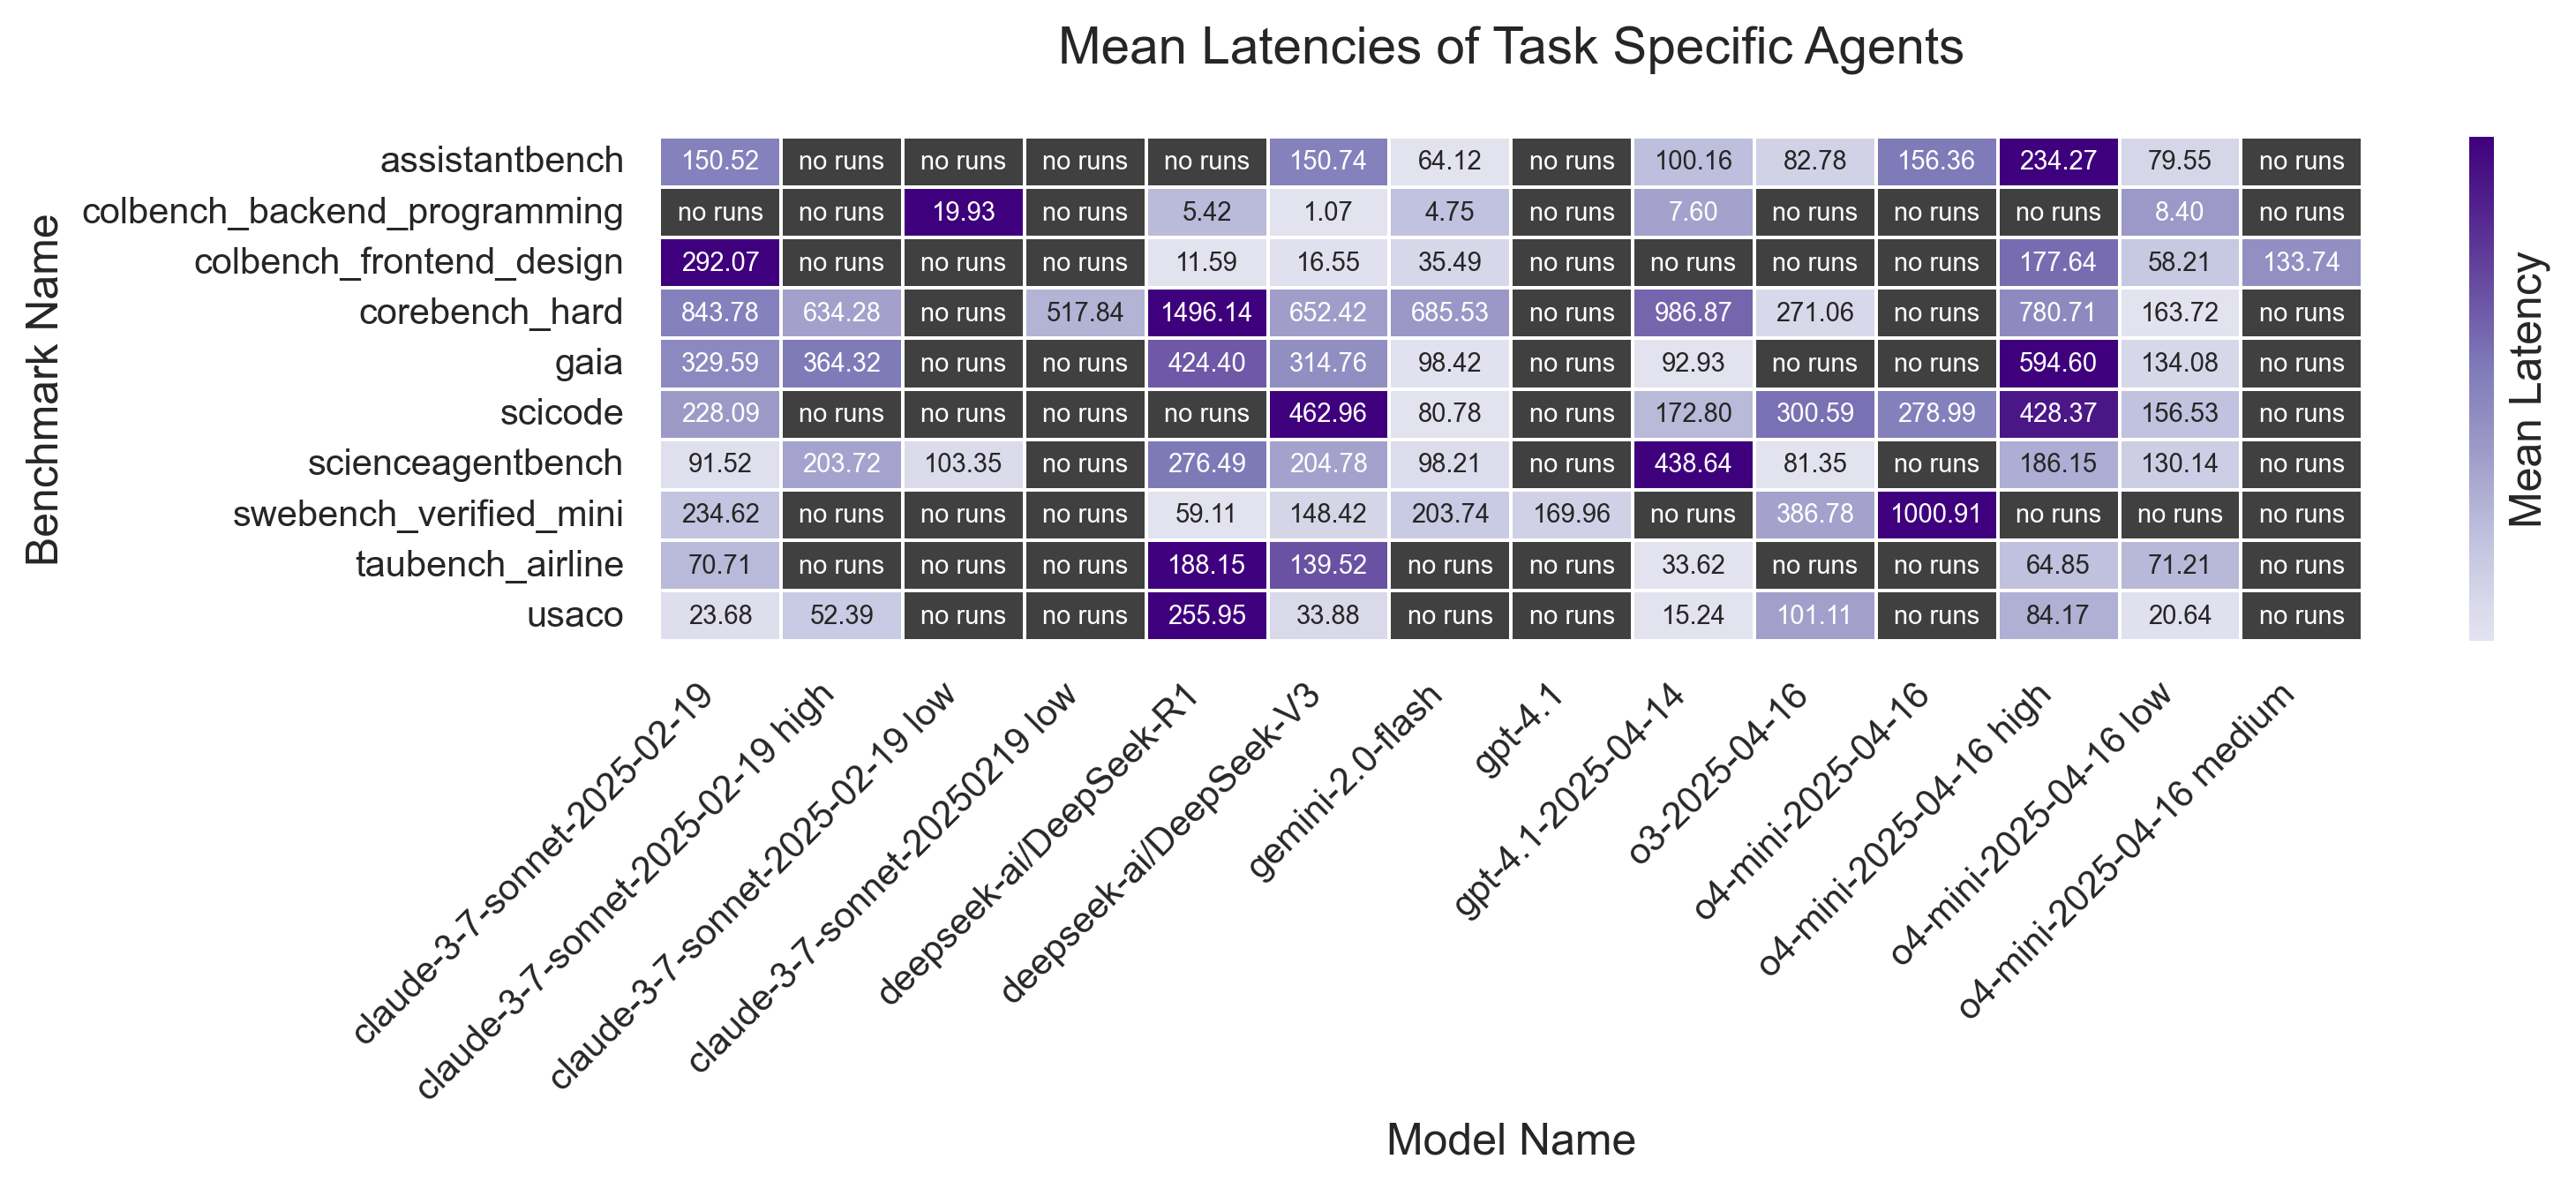 Mean Latencies of Task Specific Agents
Benchmark Name
assistantbench 150.52 no runs no runs no runs no runs 150.74 64.12 no runs 100.16 82.78 156.36 234.27 79.55 no runs
colbench_backend_programming no runs no runs 19.93 no runs 5.42 1.07 4.75 no runs 7.60 no runs no runs no runs 8.40 no runs
colbench_frontend_design 292.07 no runs no runs no runs 11.59 16.55 35.49 no runs no runs no runs no runs 177.64 58.21 133.74
corebench_hard 843.78 634.28 no runs 517.84 1496.14 652.42 685.53 no runs 986.87 271.06 no runs 780.71 163.72 no runs
gaia 329.59 364.32 no runs no runs 424.40 314.76 98.42 no runs 92.93 no runs no runs 594.60 134.08 no runs
scicode 228.09 no runs no runs no runs no runs 462.96 80.78 no runs 172.80 300.59 278.99 428.37 156.53 no runs
scienceagentbench 91.52 203.72 103.35 no runs 276.49 204.78 98.21 no runs 438.64 81.35 no runs 186.15 130.14 no runs
swebench_verified_mini 234.62 no runs no runs no runs 59.11 148.42 203.74 169.96 no runs 386.78 1000.91 no runs no runs no runs
taubench_airline 70.71 no runs no runs no runs 188.15 139.52 no runs no runs 33.62 no runs no runs 64.85 71.21 no runs
usaco 23.68 52.39 no runs no runs 255.95 33.88 no runs no runs 15.24 101.11 no runs 84.17 20.64 no runs
Mean Latency
claude-3-7-sonnet-2025-02-19
claude-3-7-sonnet-2025-02-19 high
claude-3-7-sonnet-2025-02-19 low
claude-3-7-sonnet-20250219 low
deepseek-ai/DeepSeek-R1
deepseek-ai/DeepSeek-V3
gemini-2.0-flash
gpt-4.1
gpt-4.1-2025-04-14
o3-2025-04-16
o4-mini-2025-04-16
o4-mini-2025-04-16 high
o4-mini-2025-04-16 low
o4-mini-2025-04-16 medium
Model Name